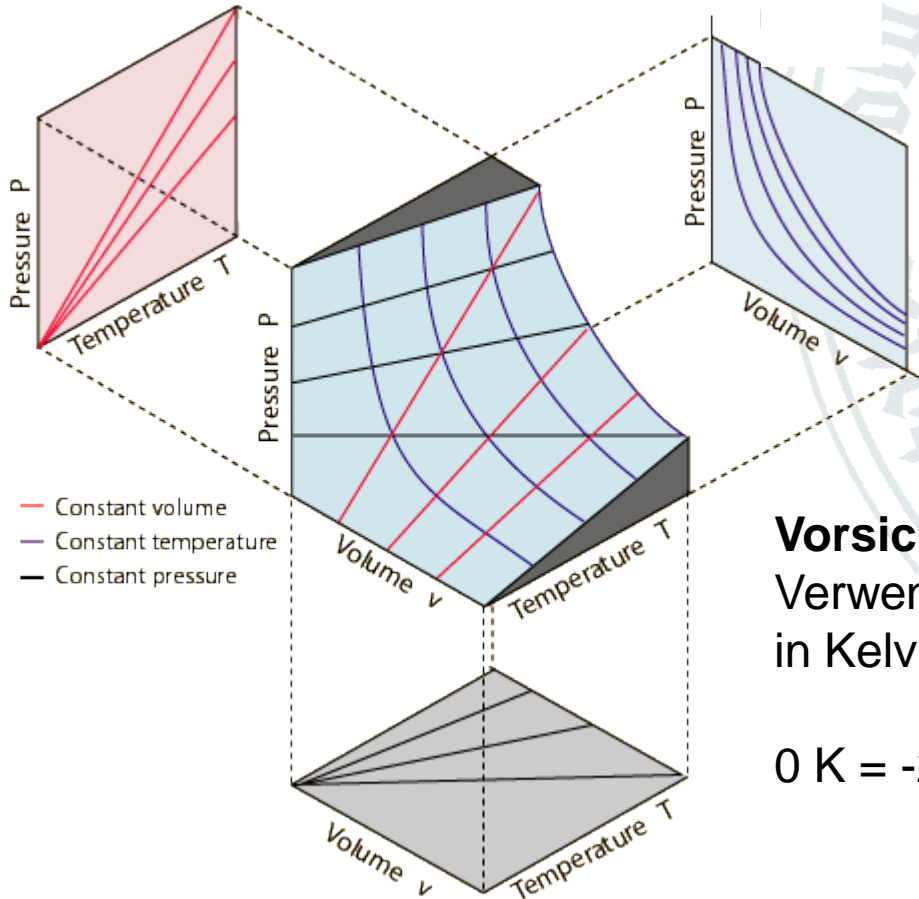 Pressure P
Temperature T
Pressure P
Volume v
Pressure P
Volume v
Temperature T
Constant volume
Constant temperature
Constant pressure
Volume v
Temperature T
Vorsic
Verwer
in Kelv
0 K = -